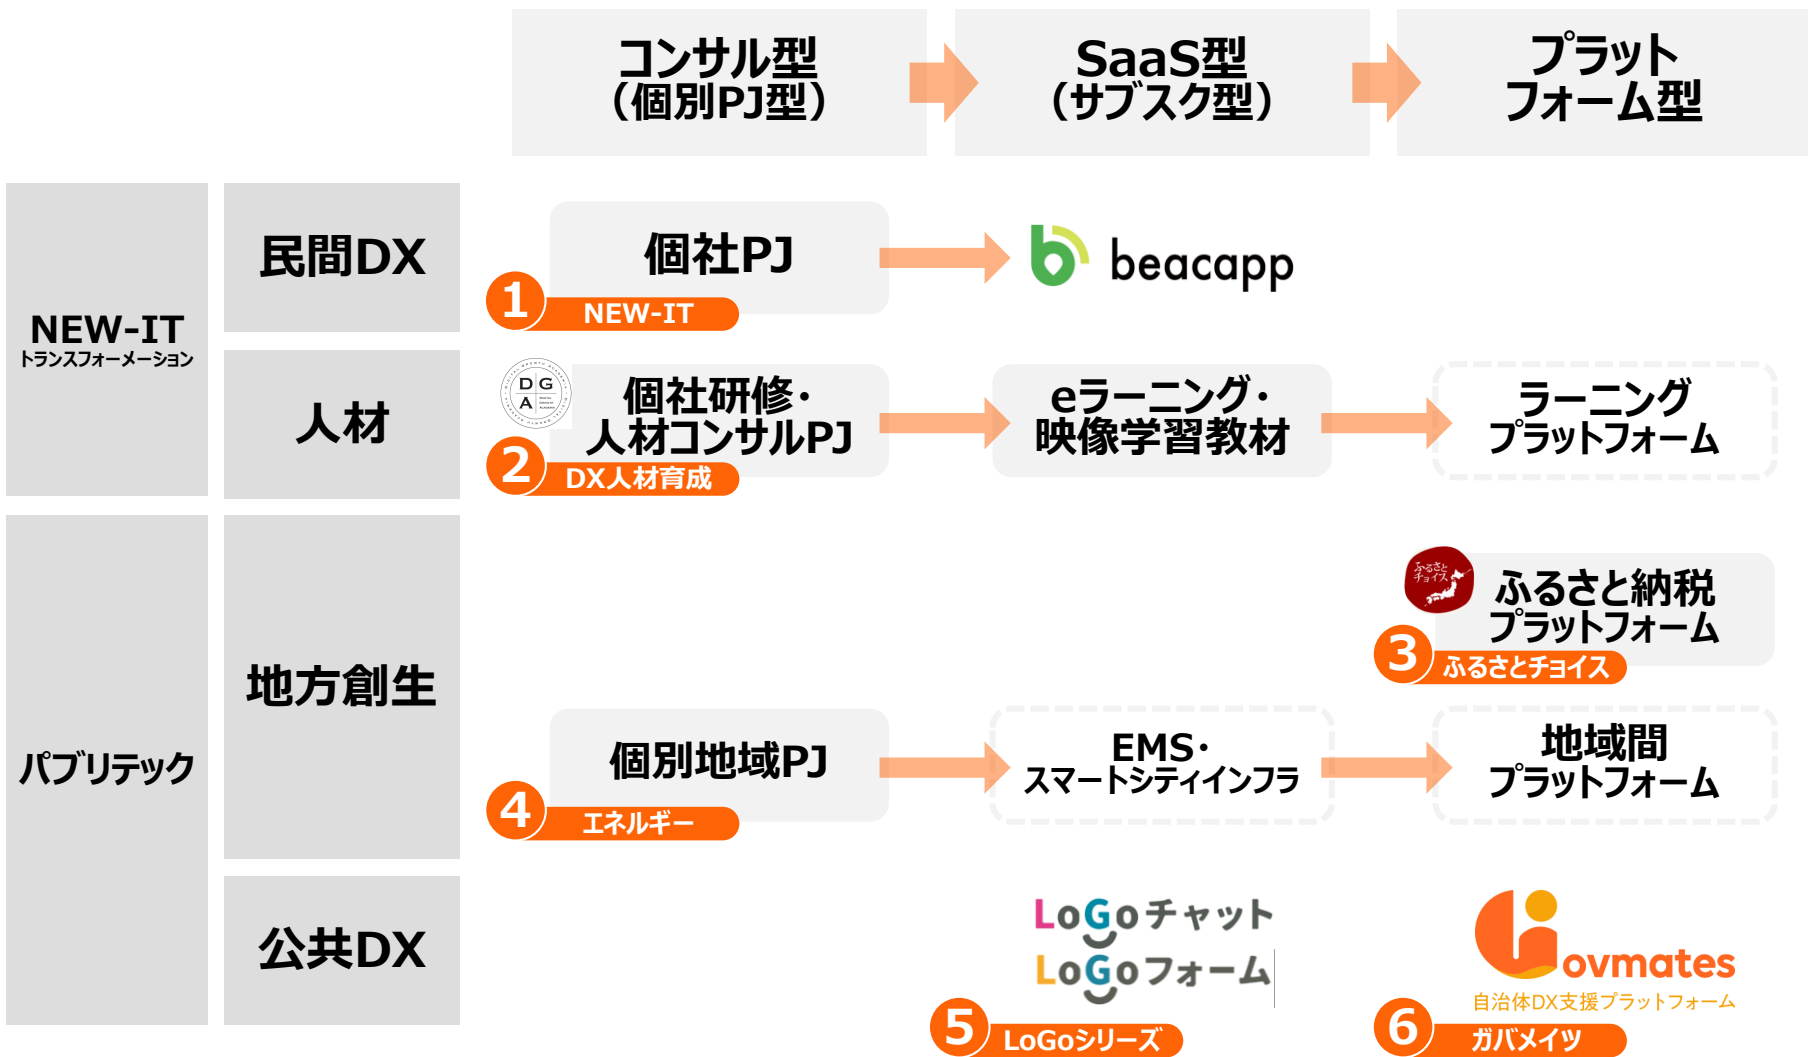 コンサル型
（個別PJ型）
SaaS型
（サブスク型）
プラット
フォーム型
NEW-IT
トランスフォーメーション
民間DX
個社PJ
1
NEW-IT
beacapp
人材
D G
A
DIGITAL
GROWTH
ACADEMIA
個社研修・
人材コンサルPJ
2
DX人材育成
eラーニング・
映像学習教材
ラーニング
プラットフォーム
パブリテック
地方創生
ふるさと
チョイス
ふるさと納税
プラットフォーム
3
ふるさとチョイス
個別地域PJ
4
エネルギー
EMS・
スマートシティインフラ
地域間
プラットフォーム
公共DX
LoGoチャット
LoGoフォーム
5
LoGoシリーズ
Govmates
自治体DX支援プラットフォーム
6
ガバメイツ